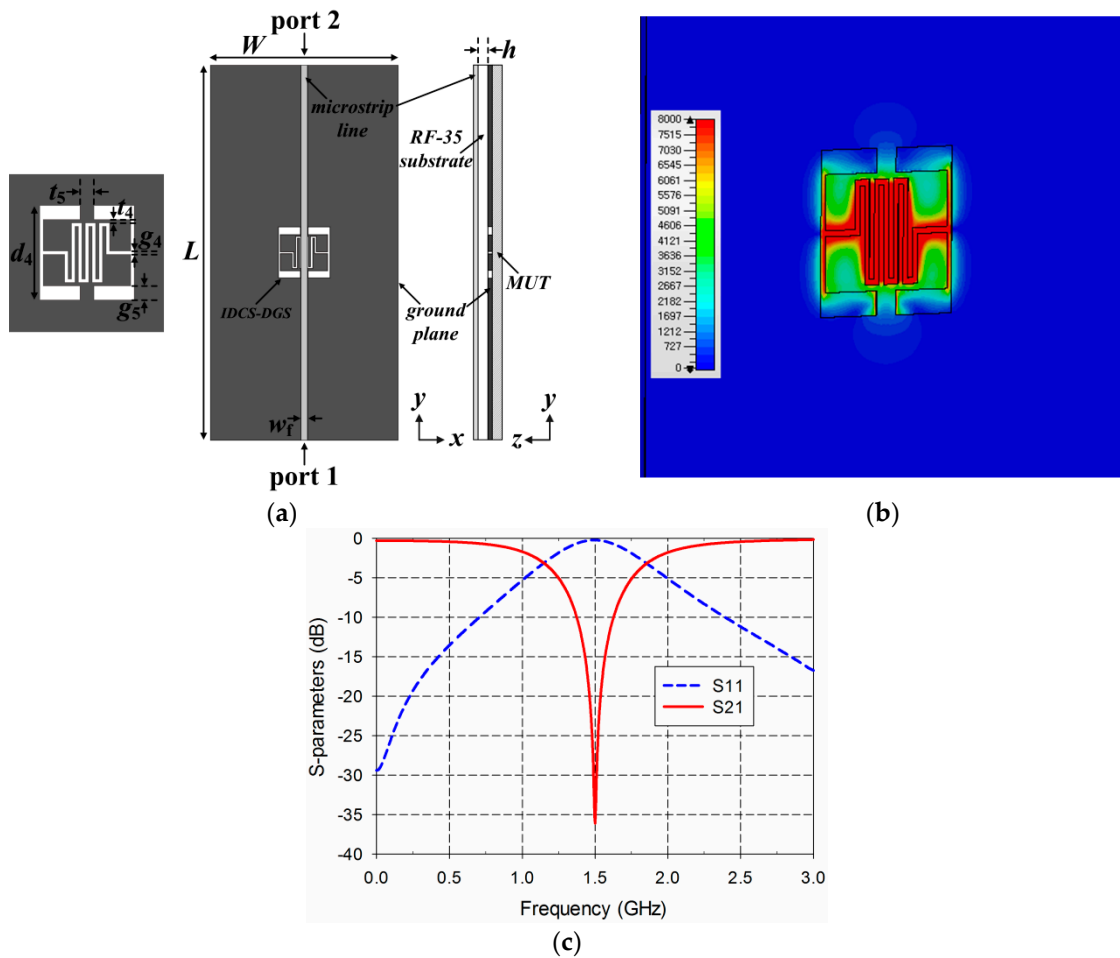 port 2
W
h
microstrip
line
RF-35
substrate
t5
t4
g4
d4
g5
L
IDCS-DGS
MUT
ground
plane
wf
y
x
y
z
port 1
(a)
8000
7515
7030
6545
6061
5576
5091
4606
4121
3636
3152
2667
2182
1697
1212
727
0
(b)
0
-5
-10
-15
-20
-25
-30
-35
-40
S-parameters (dB)
S11
S21
0.0 0.5 1.0 1.5 2.0 2.5 3.0
Frequency (GHz)
(c)